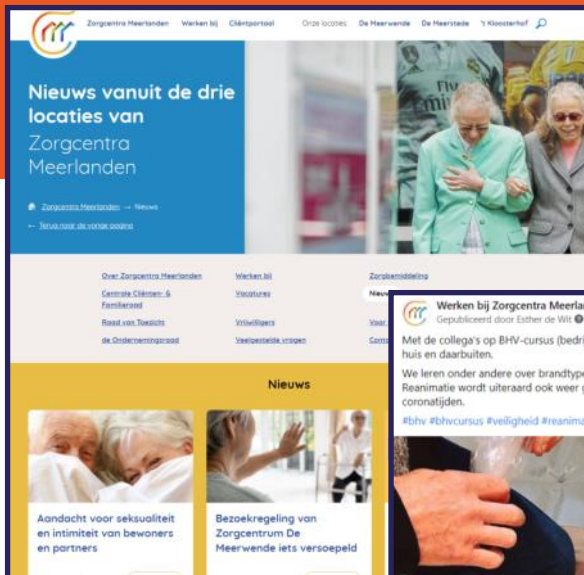 Zorgcentra Meerlanden Werken bij Cliëntportaal Onze locaties: De Meerwende De Meerstede 't Kloosterhof
Nieuws vanuit de drie
locaties van
Zorgcentra
Meerlanden
Zorgcentra Meerlanden → Nieuws
← Terug naar de vorige pagina
Over Zorgcentra Meerlanden Werken bij Zorgbemiddeling
Centrale Cliënten- &
Familieraad
Vacatures
Raad van Toezicht Vrijwilligers Voor
de Ondernemingsraad Veelgestelde vragen
Nieuws
Aandacht voor seksualiteit
en intimiteit van bewoners
en partners
Bezoekregeling van
Zorgcentrum De
Meerwende iets versoepeld
Werken bij Zorgcentra Meerlan
Gepubliceerd door Esther de Wit
Met de collega's op BHV-cursus (bedri
huis en daarbuiten.
We leren onder andere over brandtype
Reanimatie wordt uiteraard ook weer g
coronatijden.
#bhv #bhvcursus #veiligheid #reanima